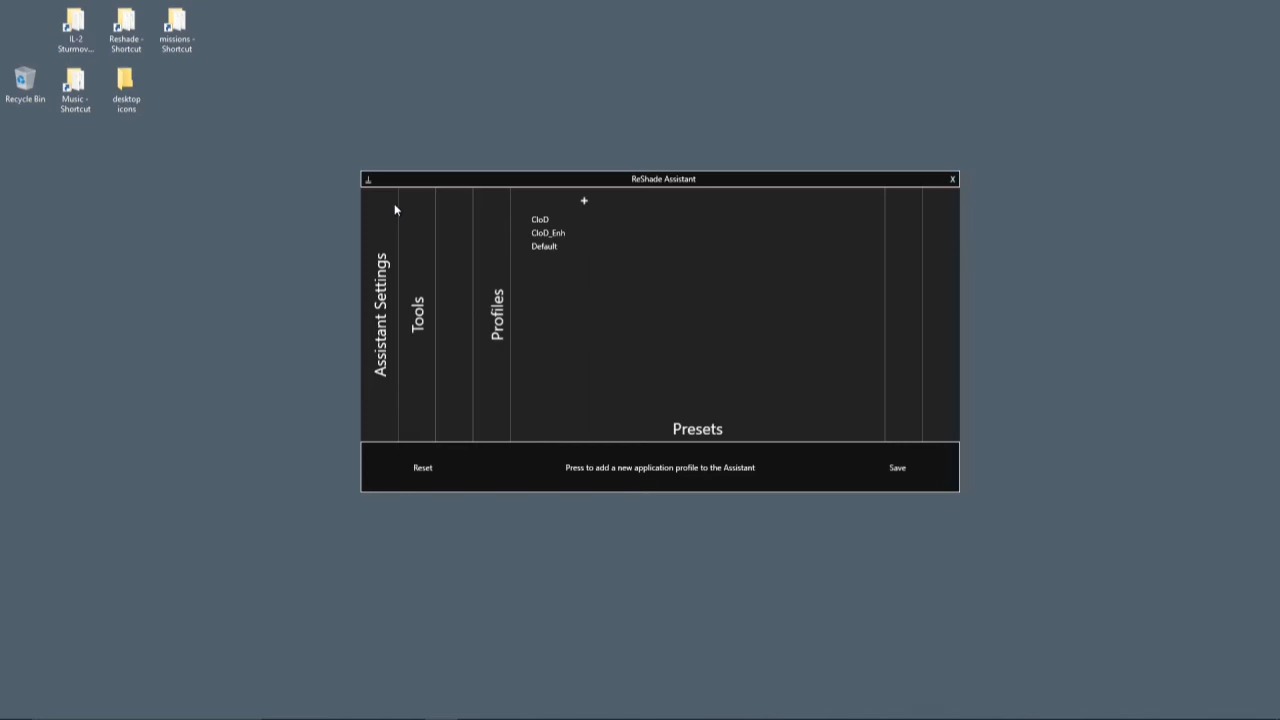 IL-2
Sturmov...
Reshade -
Shortcut
missions -
Shortcut
Recycle Bin
Music -
Shortcut
desktop
icons
ReShade Assistant
X
+
CloD
CloD_Enh
Default
Assistant Settings
Tools
Profiles
Presets
Reset
Press to add a new application profile to the Assistant
Save